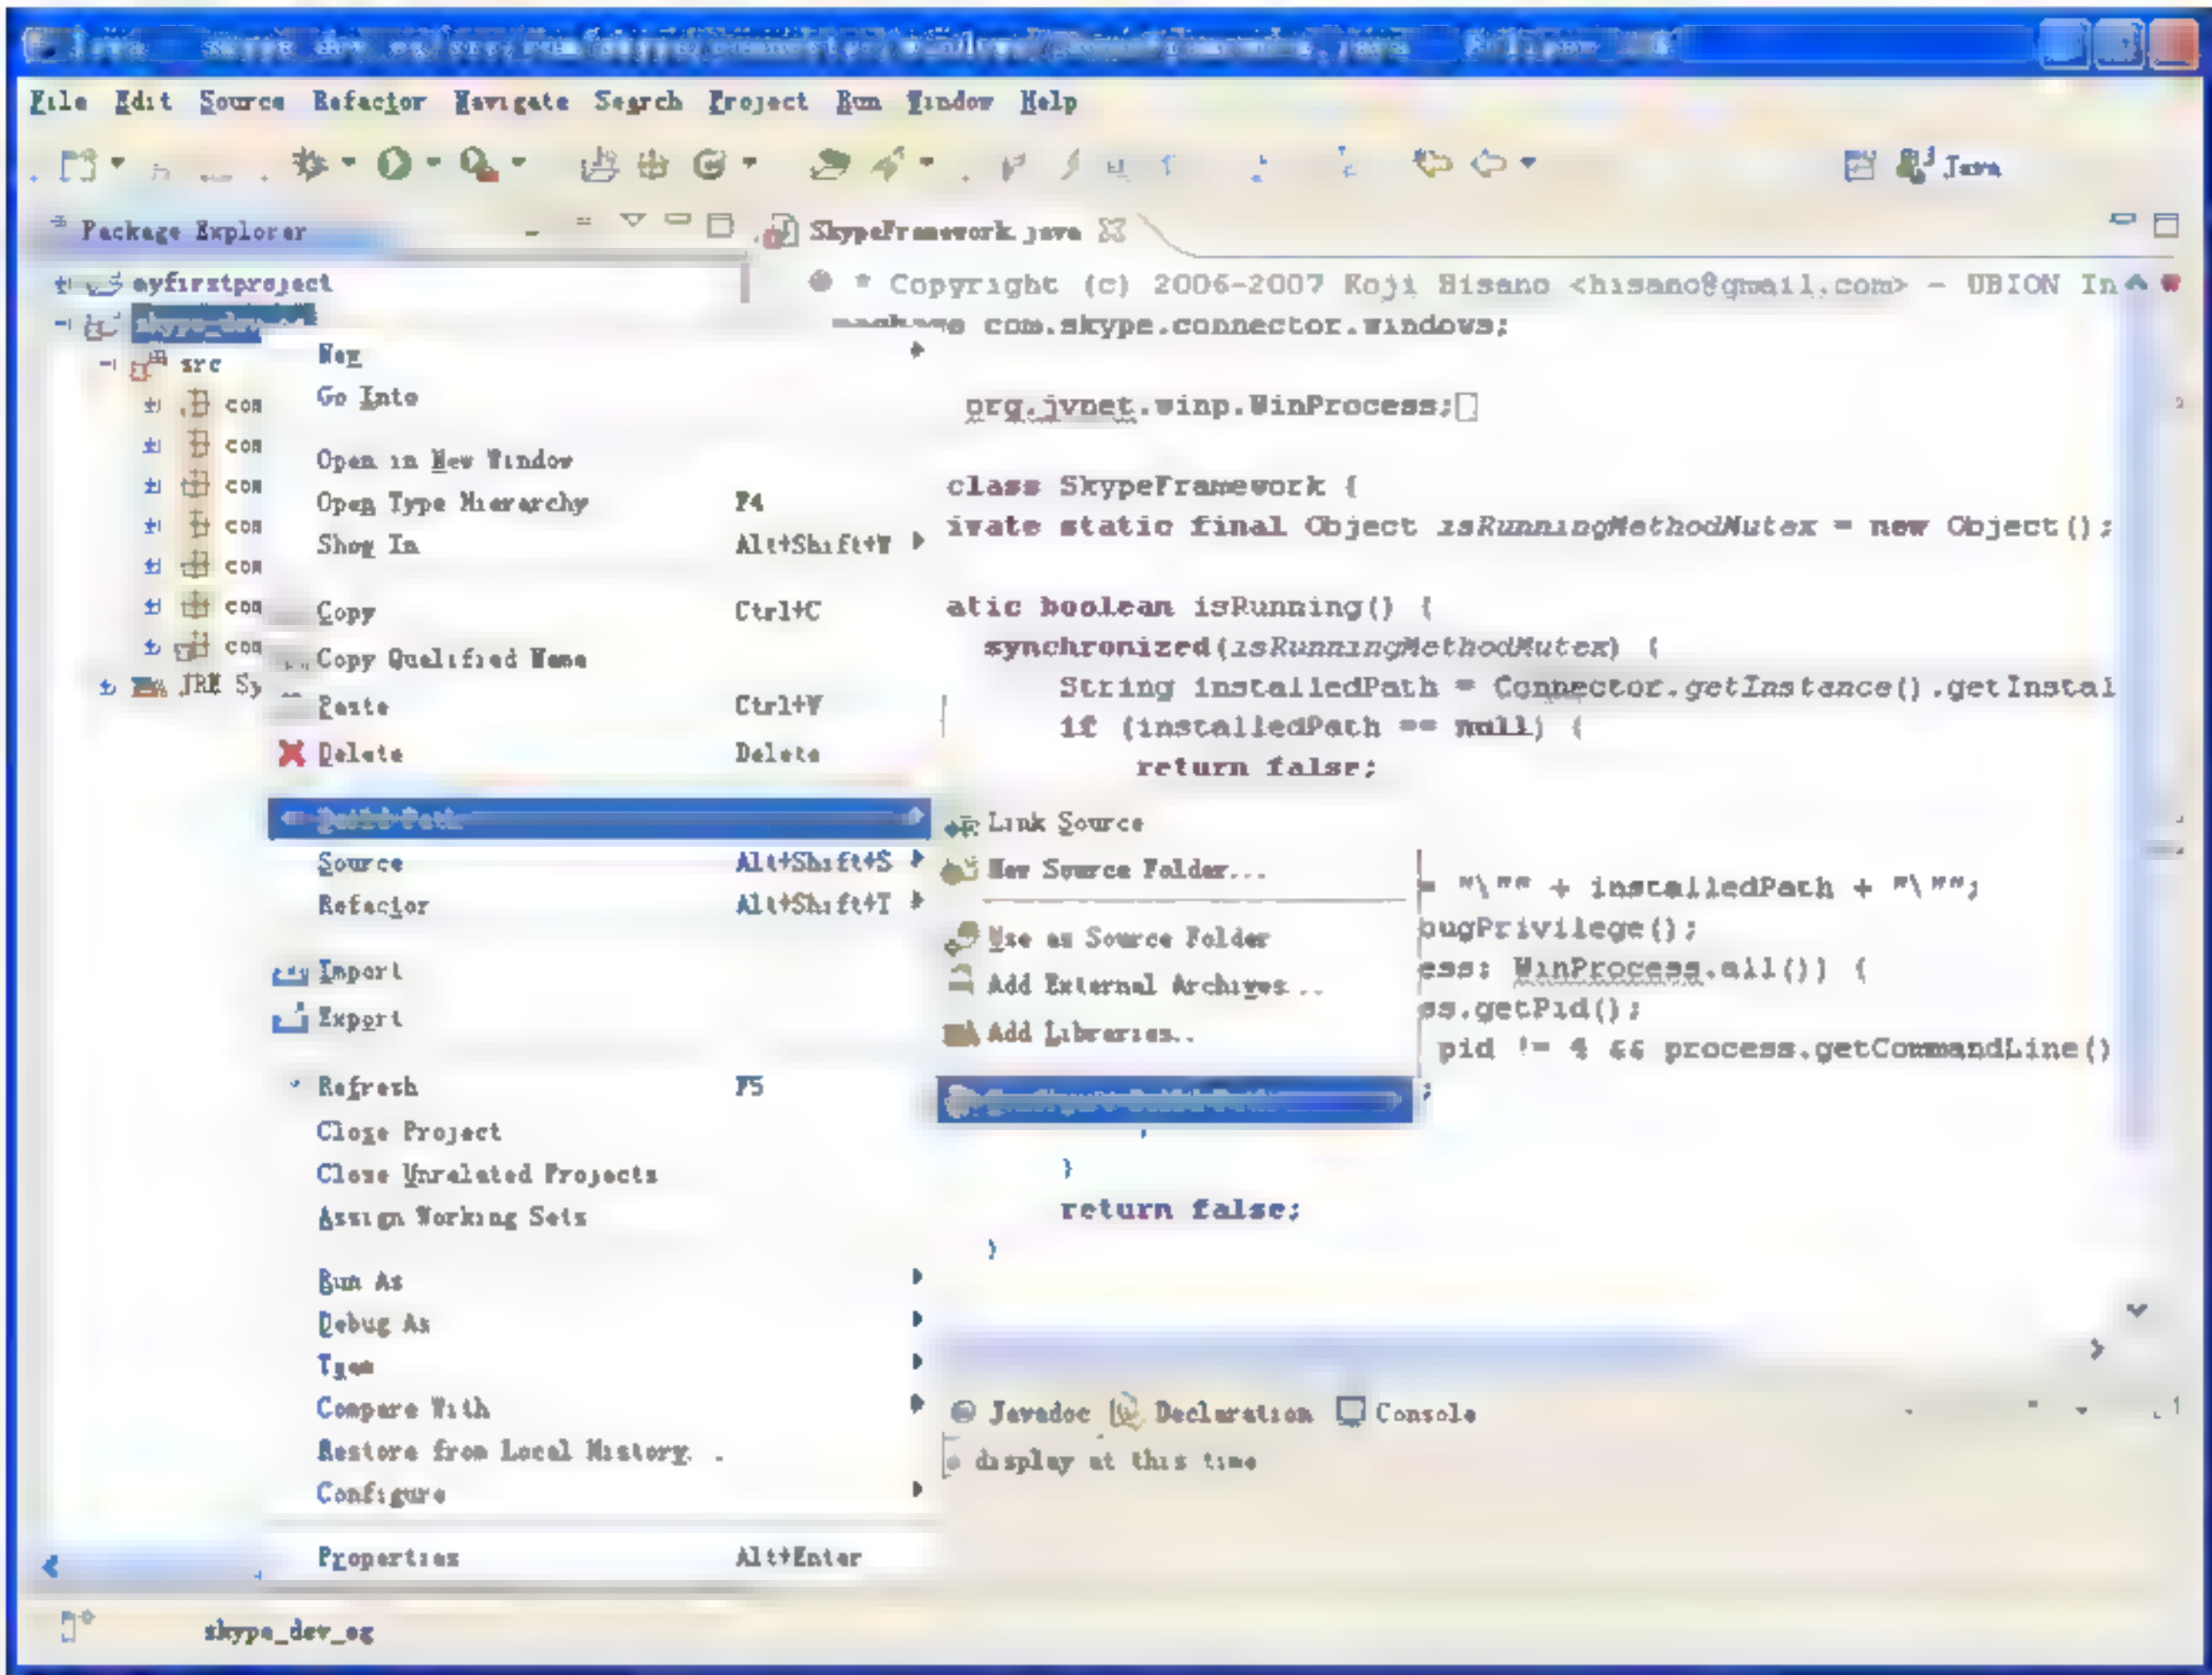 File Edit Source Refactor Navigate Search Project Run Window Help
Java
Package Explorer
SkypeFramework.java
myfirstproject
src
com
com
com
com
com
com
com
JRE Sy
New
Go Into
Open in New Window
Open Type Hierarchy F4
Show In Alt+Shift+W
Copy Ctrl+C
Copy Qualified Name
Paste Ctrl+V
Delete Delete
Build Path
Source Alt+Shift+S
Refactor Alt+Shift+T
Import
Export
Refresh F5
Close Project
Close Unrelated Projects
Assign Working Sets
Run As
Debug As
Team
Compare With
Restore from Local History
Configure
Properties Alt+Enter
Link Source
New Source Folder...
Use as Source Folder
Add External Archives...
Add Libraries...
Configure Build Path
* Copyright (c) 2006-2007 Koji Hisano <hisano@gmail.com> - UBION In
com.skype.connector.windows;
org.jvnet.winp.WinProcess;
class SkypeFramework {
ivate static final Object isRunningMethodMutex = new Object();
atic boolean isRunning() {
synchronized(isRunningMethodMutex) {
String installedPath = Connector.getInstance().getInstal
if (installedPath == null) {
return false;
= "\"" + installedPath + "\"";
bugPrivilege();
ess: WinProcess.all()) {
ss.getPid();
pid != 4 && process.getCommandLine()
;
}
}
return false;
}
Javadoc Declaration Console
display at this time
skype_dev_eg